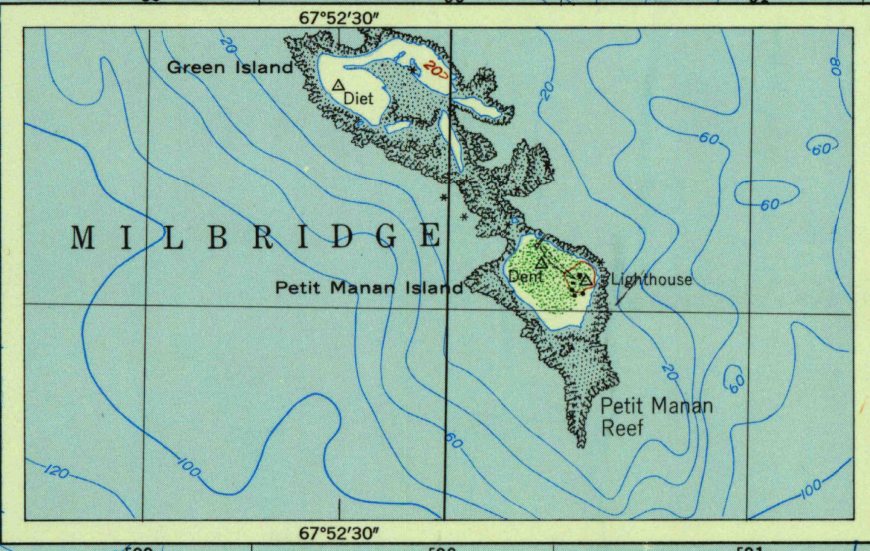 67°52'30"
Green Island
20
20
80
Diet
20
60
60
60
MILBRIDGE
Dent
Lighthouse
Petit Manan Island
20
60
Petit Manan
Reef
60
120
100
100
67°52'30"